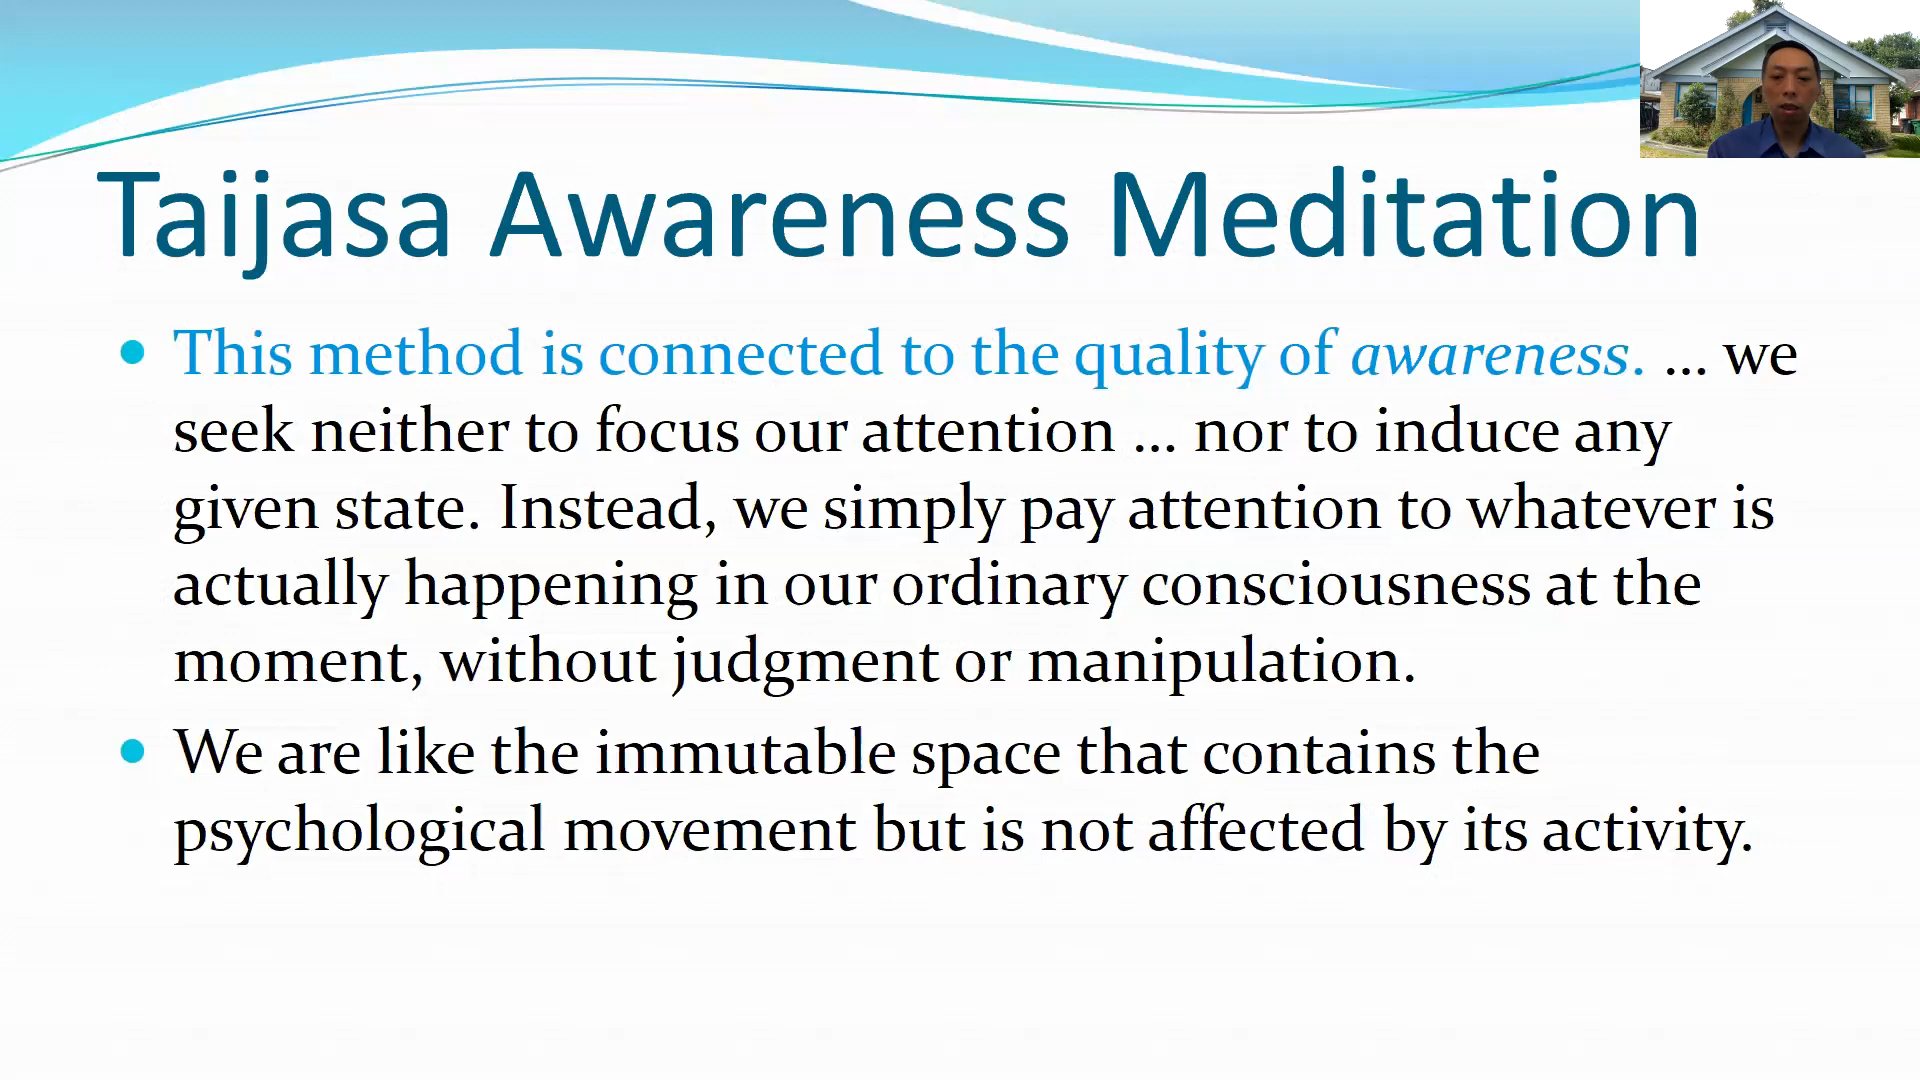 Taijasa Awareness Meditation
• This method is connected to the quality of awareness. ... we
seek neither to focus our attention ... nor to induce any
given state. Instead, we simply pay attention to whatever is
actually happening in our ordinary consciousness at the
moment, without judgment or manipulation.
• We are like the immutable space that contains the
psychological movement but is not affected by its activity.